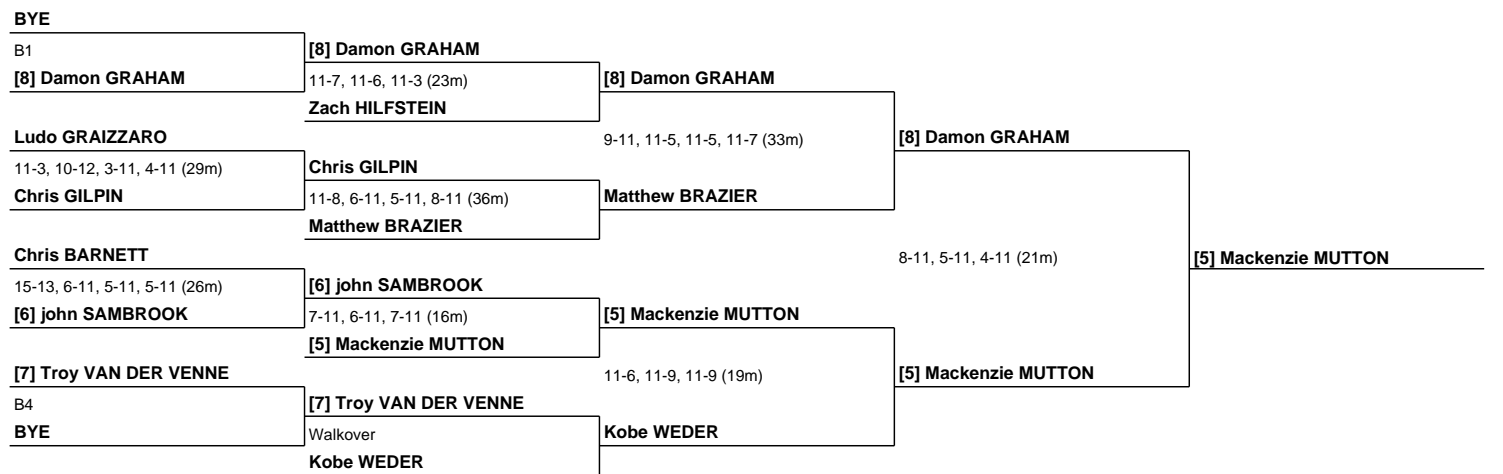 BYE
B1
[8] Damon GRAHAM
Ludo GRAIZZARO
11-3, 10-12, 3-11, 4-11 (29m)
Chris GILPIN
Chris BARNETT
15-13, 6-11, 5-11, 5-11 (26m)
[6] john SAMBROOK
[7] Troy VAN DER VENNE
B4
BYE
[8] Damon GRAHAM
11-7, 11-6, 11-3 (23m)
Zach HILFSTEIN
Chris GILPIN
11-8, 6-11, 5-11, 8-11 (36m)
Matthew BRAZIER
[6] john SAMBROOK
7-11, 6-11, 7-11 (16m)
[5] Mackenzie MUTTON
[7] Troy VAN DER VENNE
Walkover
Kobe WEDER
[8] Damon GRAHAM
9-11, 11-5, 11-5, 11-7 (33m)
Matthew BRAZIER
[5] Mackenzie MUTTON
11-6, 11-9, 11-9 (19m)
Kobe WEDER
[8] Damon GRAHAM
8-11, 5-11, 4-11 (21m)
[5] Mackenzie MUTTON
[5] Mackenzie MUTTON